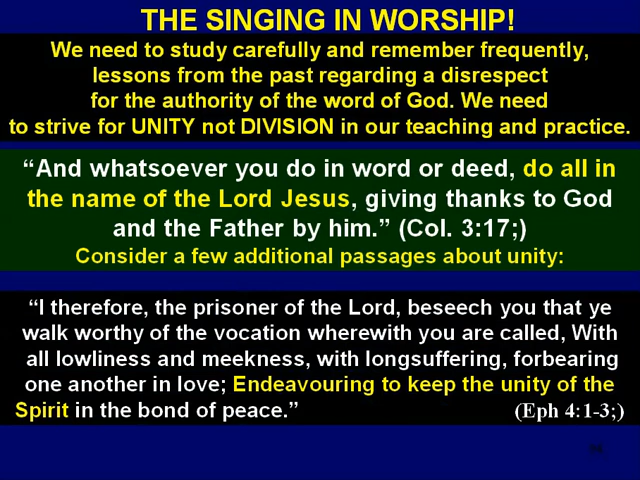 THE SINGING IN WORSHIP!
We need to study carefully and remember frequently,
lessons from the past regarding a disrespect
for the authority of the word of God. We need
to strive for UNITY not DIVISION in our teaching and practice.
“And whatsoever you do in word or deed, do all in
the name of the Lord Jesus, giving thanks to God
and the Father by him.” (Col. 3:17;)
Consider a few additional passages about unity:
“I therefore, the prisoner of the Lord, beseech you that ye
walk worthy of the vocation wherewith you are called, With
all lowliness and meekness, with longsuffering, forbearing
one another in love; Endeavouring to keep the unity of the
Spirit in the bond of peace.” (Eph 4:1-3;)